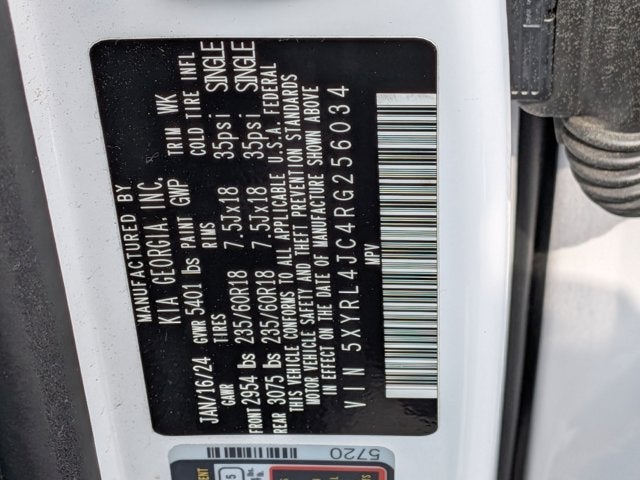 MANUFACTURED BY
KIA GEORGIA. INC.
JAN/16/24 GVWR 5401 lbs PAINT GWP TRIM WK
GAWR TIRES RIMS COLD TIRE INFL
FRONT 2954 lbs 235/60R18 7.5Jx18 35psi SINGLE
REAR 3075 lbs 235/60R18 7.5Jx18 35psi SINGLE
THIS VEHICLE CONFORMS TO ALL APPLICABLE U.S.A. FEDERAL
MOTOR VEHICLE SAFETY AND THEFT PREVENTION STANDARDS
IN EFFECT ON THE DATE OF MANUFACTURE SHOWN ABOVE
VIN 5XYRL4JC4RG256034
MPV
5720
5